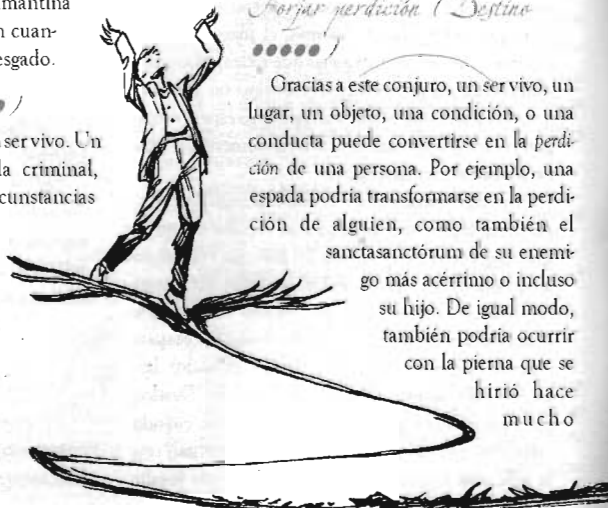 mantina
n cuan-
esgado.
)
ser vivo. Un
da criminal,
cunstancias
Forjar perdición (Destino
●●●●●)
Gracias a este conjuro, un ser vivo, un
lugar, un objeto, una condición, o una
conducta puede convertirse en la perdi-
ción de una persona. Por ejemplo, una
espada podría transformarse en la perdi-
ción de alguien, como también el
sanctasanctórum de su enemi-
go más acérrimo o incluso
su hijo. De igual modo,
también podría ocurrir
con la pierna que se
hirió hace
mucho